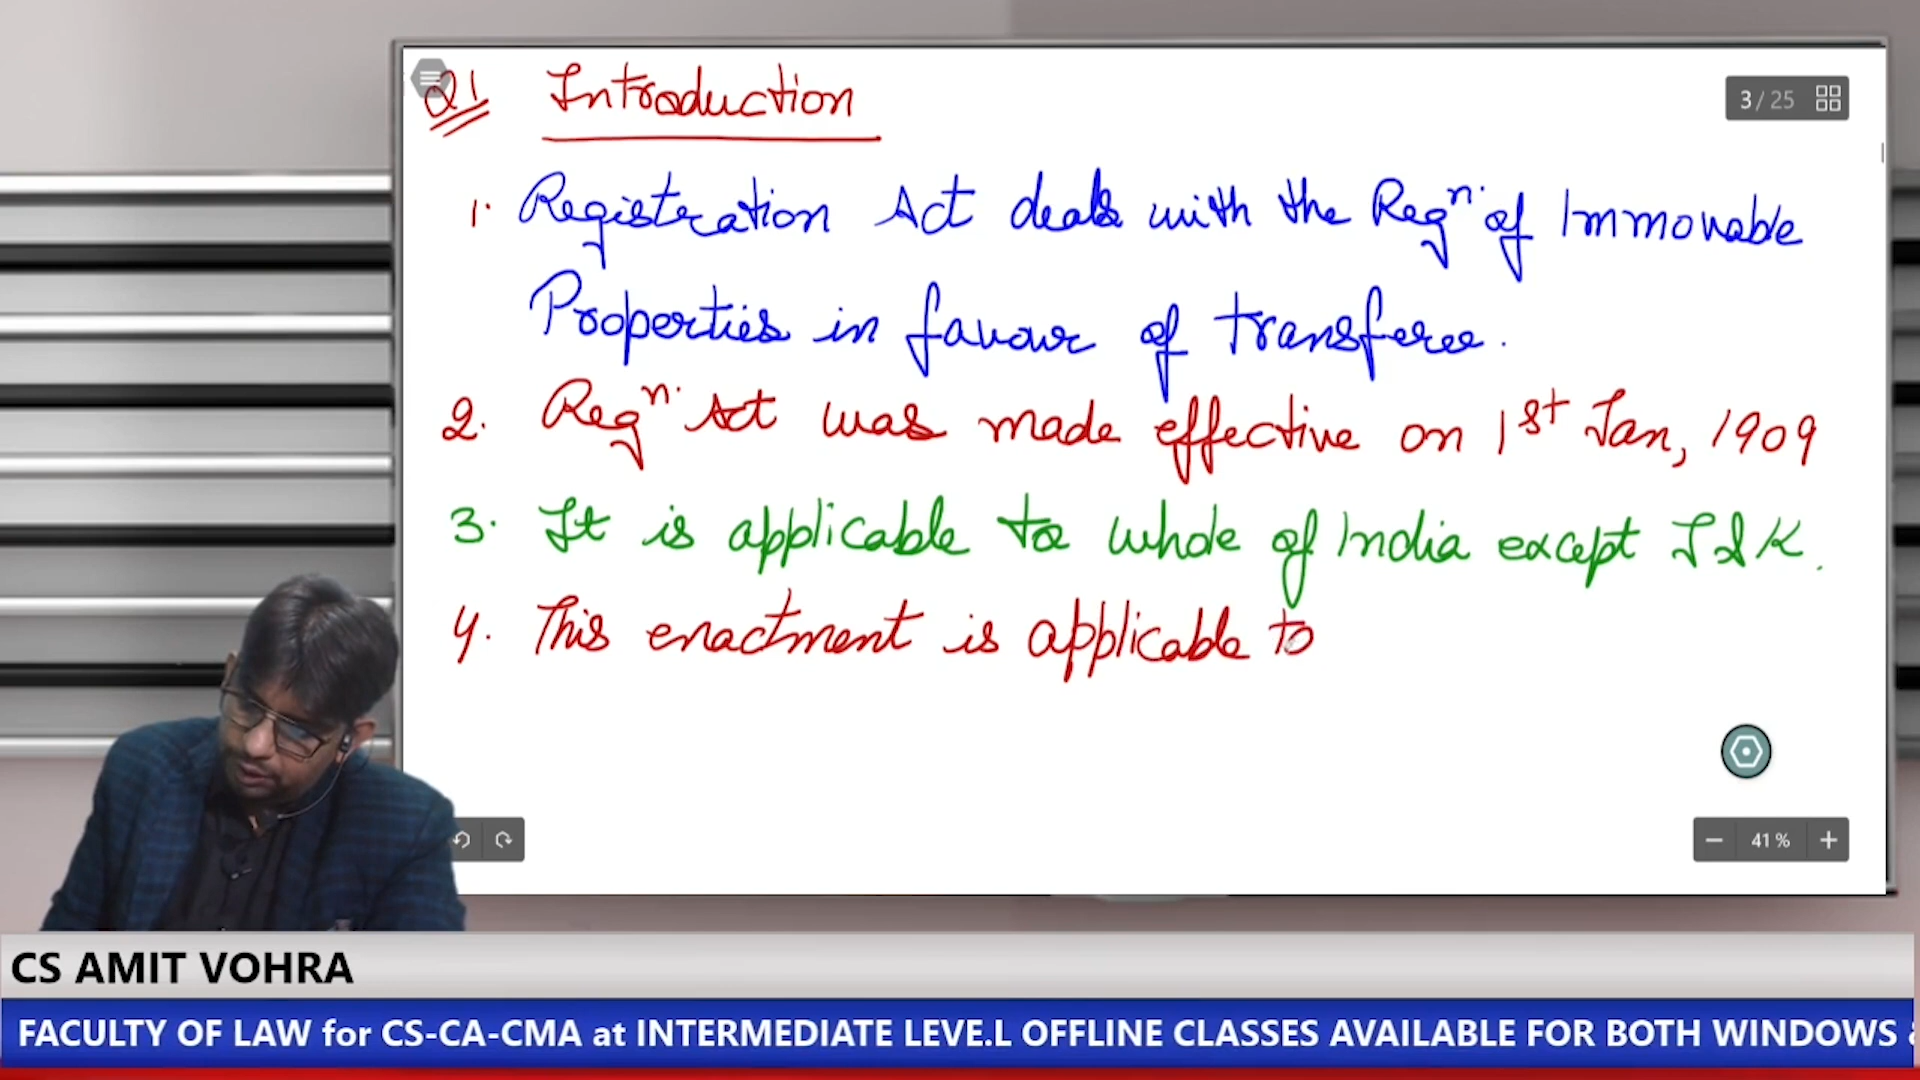 Q1 Introduction
3 / 25
1. Registration Act deals with the Regⁿ. of Immovable
Properties in favour of transferee.
2. Regⁿ. Act was made effective on 1st Jan, 1909
3. It is applicable to whole of India except J & K.
4. This enactment is applicable to
41 %
CS AMIT VOHRA
FACULTY OF LAW for CS-CA-CMA at INTERMEDIATE LEVE.L OFFLINE CLASSES AVAILABLE FOR BOTH WINDOWS &